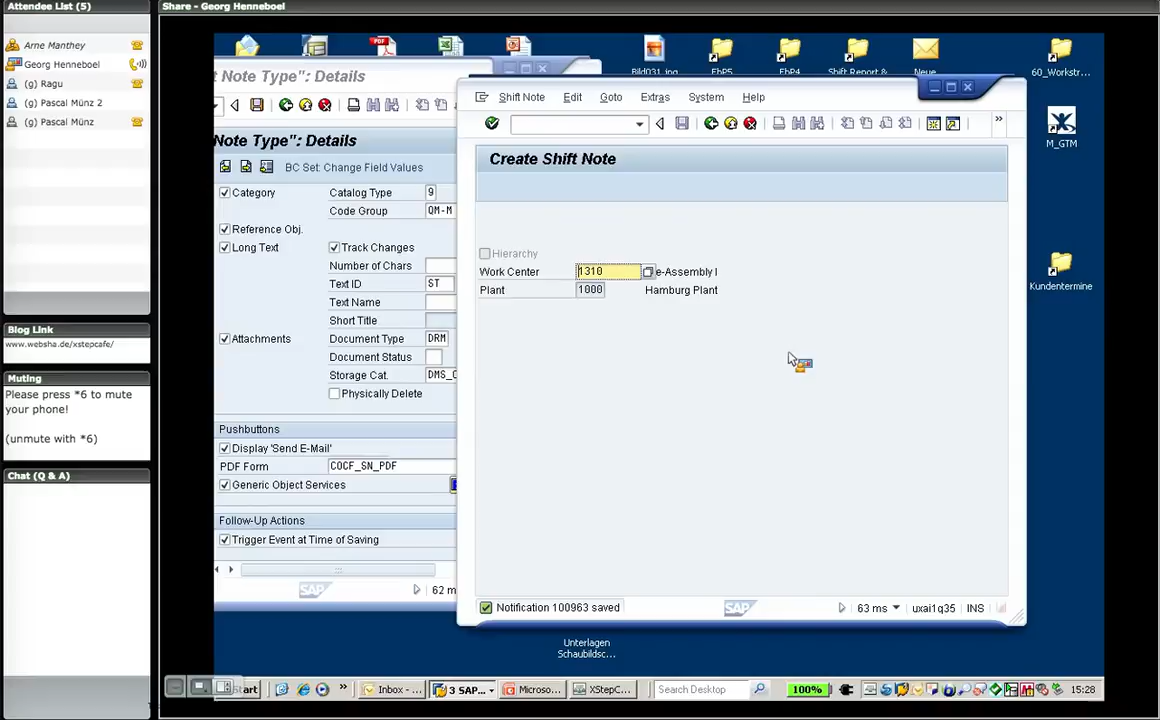 Attendee List (5)
Arne Manthey
Georg Henneboel
(g) Ragu
(g) Pascal Münz 2
(g) Pascal Münz
Blog Link
www.websha.de/xstepcafe/
Muting
Please press *6 to mute
your phone!
(unmute with *6)
Chat (Q & A)
Share - Georg Henneboel
Bild031.jpg
EhP5
EhP4
Shift Report &
Neue
60_Workstr...
M_GTM
Kundentermine
t Note Type": Details
Note Type": Details
BC Set: Change Field Values
Category
Catalog Type
9
Code Group
QM-M
Reference Obj.
Long Text
Track Changes
Number of Chars
Text ID
ST
Text Name
Short Title
Attachments
Document Type
DRM
Document Status
Storage Cat.
DMS_C
Physically Delete
Pushbuttons
Display 'Send E-Mail'
PDF Form
COCF_SN_PDF
Generic Object Services
Follow-Up Actions
Trigger Event at Time of Saving
SAP
62 m
Shift Note
Edit
Goto
Extras
System
Help
Create Shift Note
Hierarchy
Work Center
1310
e-Assembly I
Plant
1000
Hamburg Plant
Notification 100963 saved
SAP
63 ms
uxai1q35
INS
Unterlagen
Schaubildsc...
Start
Inbox - ...
3 SAP...
Microso...
XStepC...
Search Desktop
100%
15:28